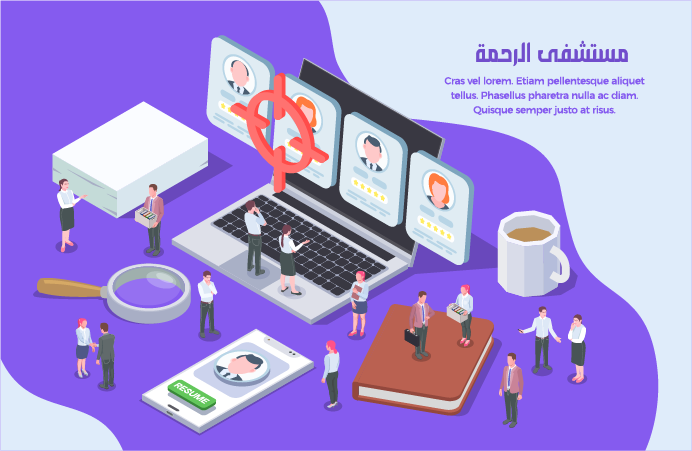 مستشفى الرحمة
Cras vel lorem. Etiam pellentesque aliquet
tellus. Phasellus pharetra nulla ac diam.
Quisque semper justo at risus.
RESUME